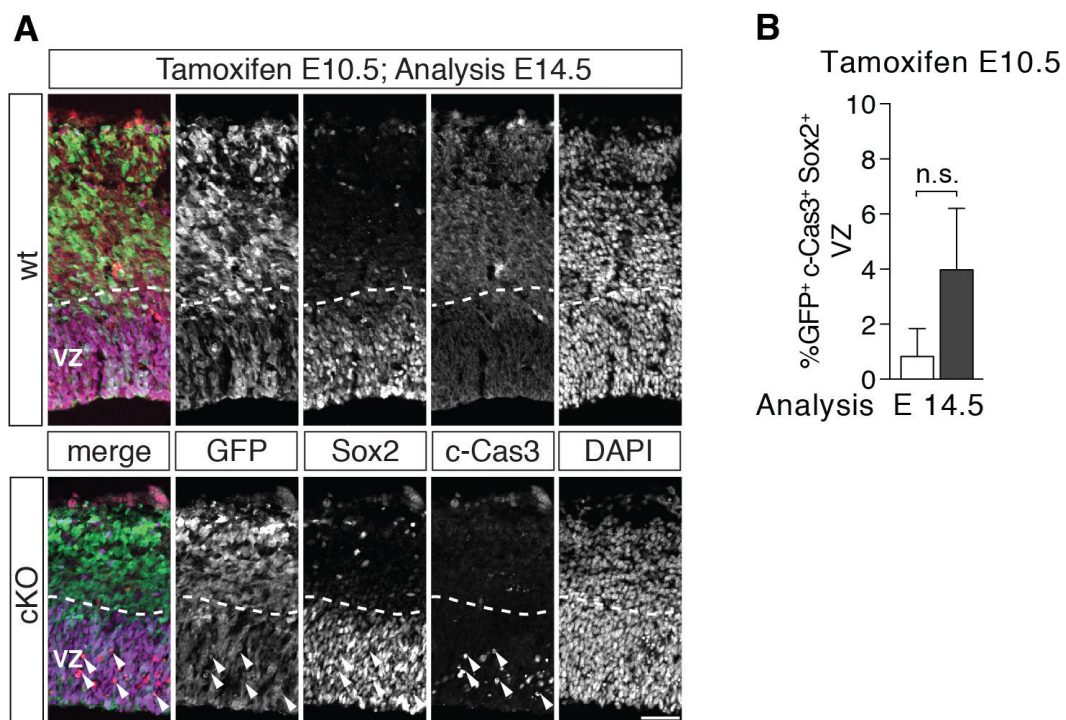 A
Tamoxifen E10.5; Analysis E14.5
wt
VZ
merge GFP Sox2 c-Cas3 DAPI
cKO
VZ
B
Tamoxifen E10.5
%GFP+ c-Cas3+ Sox2+
VZ
10
8
6
4
2
0
n.s.
Analysis E 14.5